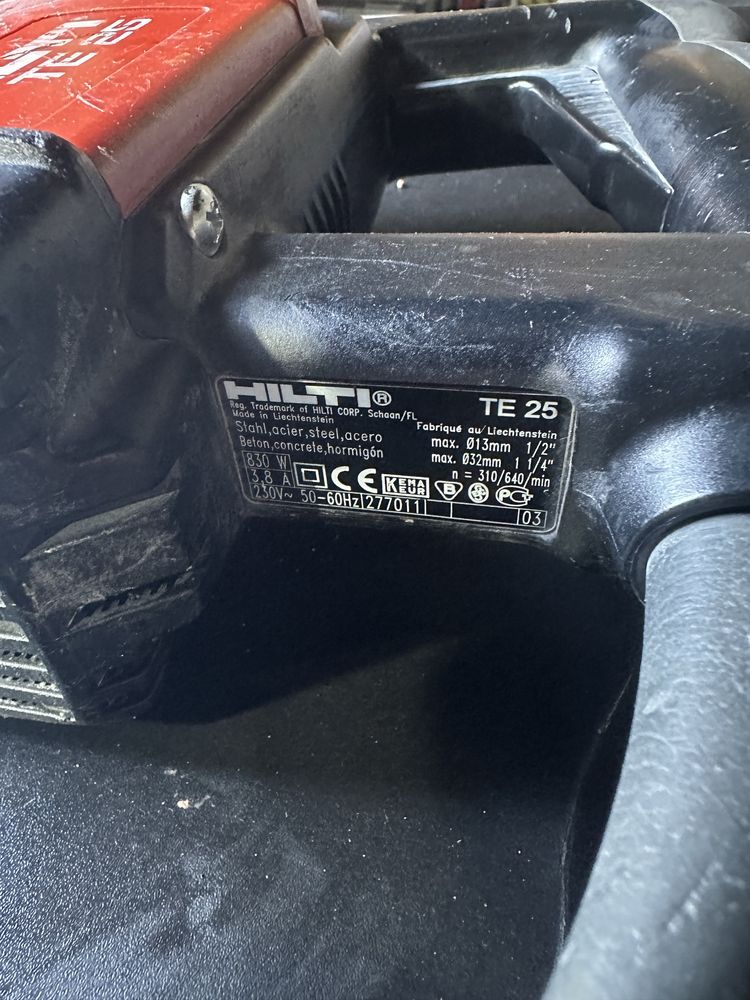 TE 25
HILTI®
TE 25
Reg. Trademark of HILTI CORP. Schaan/FL
Made in Liechtenstein
Fabriqué au Liechtenstein
Stahl,acier,steel,acero
max. Ø13mm 1/2"
Beton,concrete,hormigón
max. Ø32mm 1 1/4"
n = 310/640/min
830 W
3,8 A
CE
KEMA
KEUR
B
S
PC
230V~ 50-60Hz
277011
03